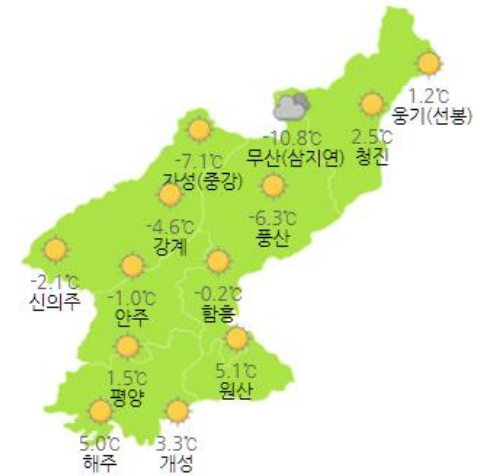 1.2℃
웅기(선봉)
-10.8℃
무산(삼지연)
2.5℃
청진
-7.1℃
자성(중강)
-6.3℃
풍산
-4.6℃
강계
-2.1℃
신의주
-1.0℃
안주
-0.2℃
함흥
5.1℃
원산
1.5℃
평양
5.0℃
해주
3.3℃
개성